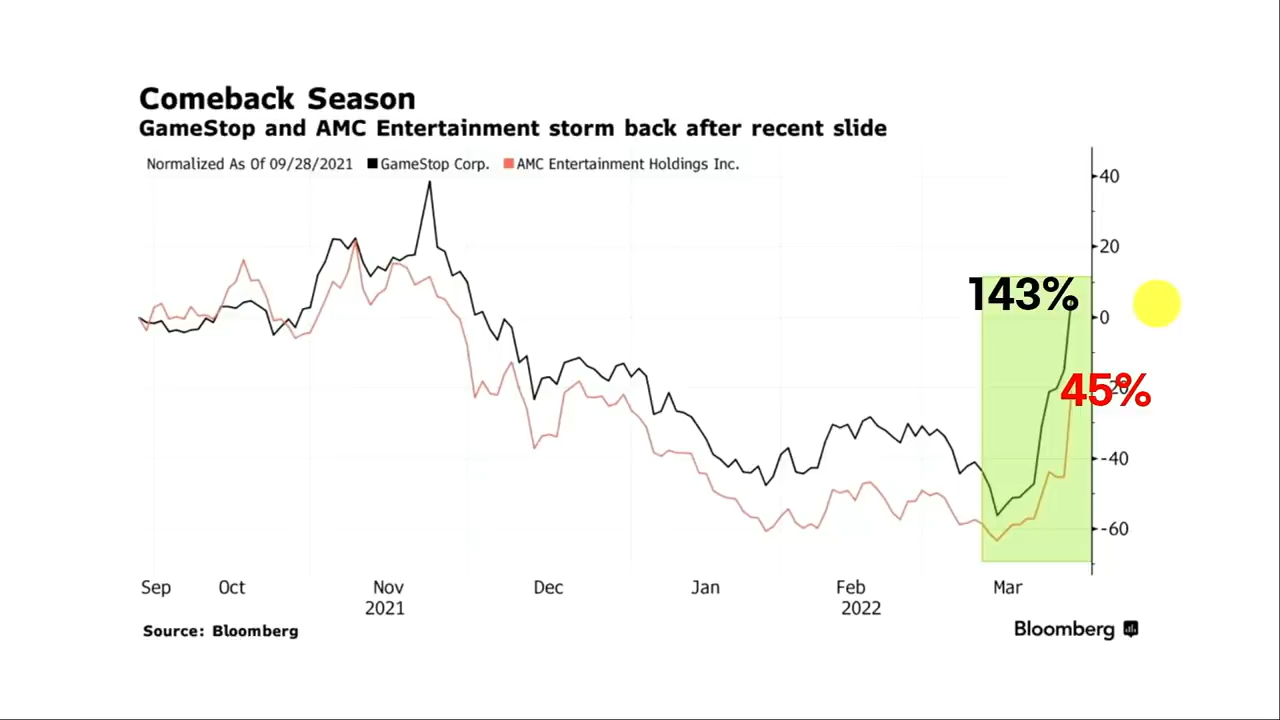 Comeback Season
GameStop and AMC Entertainment storm back after recent slide
Normalized As Of 09/28/2021 GameStop Corp. AMC Entertainment Holdings Inc.
40
20
143%
0
45%
-40
-60
Sep Oct Nov Dec Jan Feb Mar
2021 2022
Source: Bloomberg
Bloomberg